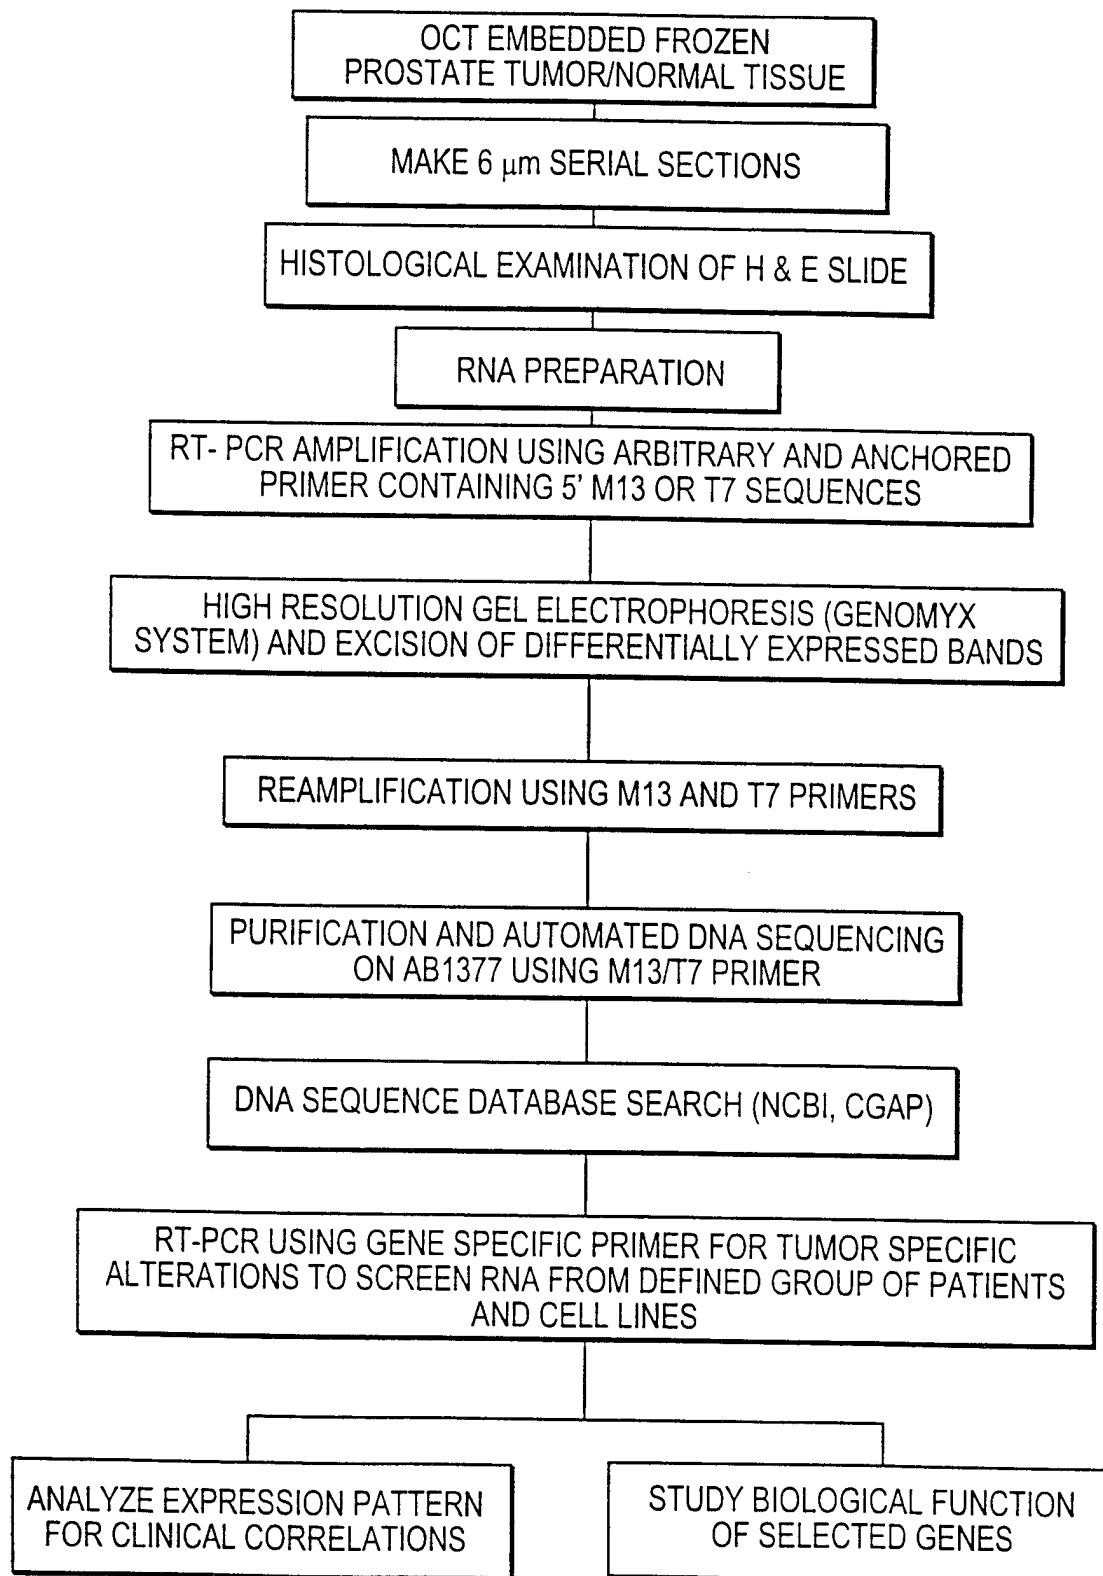 OCT EMBEDDED FROZEN
PROSTATE TUMOR/NORMAL TISSUE
MAKE 6 μm SERIAL SECTIONS
HISTOLOGICAL EXAMINATION OF H & E SLIDE
RNA PREPARATION
RT- PCR AMPLIFICATION USING ARBITRARY AND ANCHORED
PRIMER CONTAINING 5' M13 OR T7 SEQUENCES
HIGH RESOLUTION GEL ELECTROPHORESIS (GENOMYX
SYSTEM) AND EXCISION OF DIFFERENTIALLY EXPRESSED BANDS
REAMPLIFICATION USING M13 AND T7 PRIMERS
PURIFICATION AND AUTOMATED DNA SEQUENCING
ON AB1377 USING M13/T7 PRIMER
DNA SEQUENCE DATABASE SEARCH (NCBI, CGAP)
RT-PCR USING GENE SPECIFIC PRIMER FOR TUMOR SPECIFIC
ALTERATIONS TO SCREEN RNA FROM DEFINED GROUP OF PATIENTS
AND CELL LINES
ANALYZE EXPRESSION PATTERN
FOR CLINICAL CORRELATIONS
STUDY BIOLOGICAL FUNCTION
OF SELECTED GENES